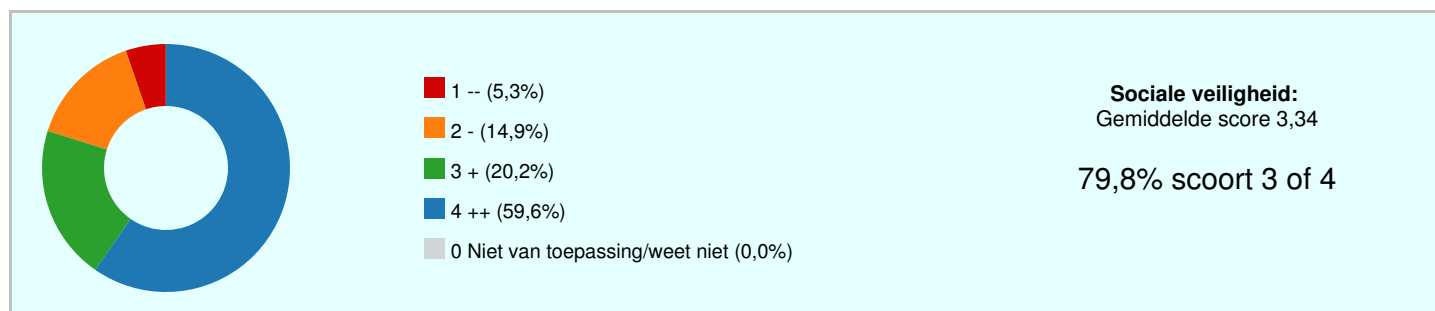 1 -- (5,3%)
2 - (14,9%)
3 + (20,2%)
4 ++ (59,6%)
0 Niet van toepassing/weet niet (0,0%)
Sociale veiligheid:
Gemiddelde score 3,34
79,8% scoort 3 of 4